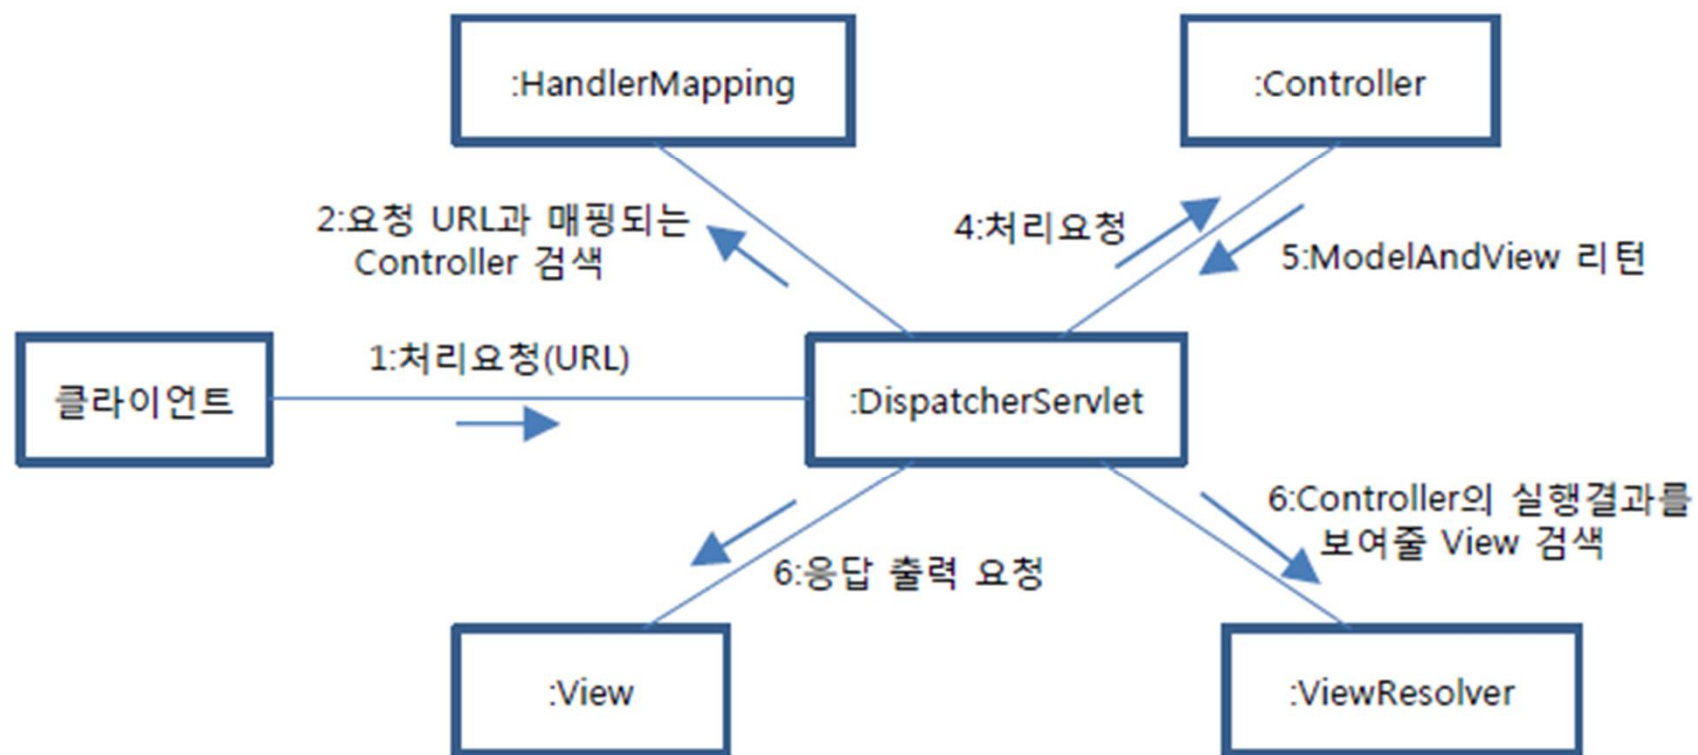 :HandlerMapping
:Controller
2:요청 URL과 매핑되는
Controller 검색
4:처리요청
5:ModelAndView 리턴
1:처리요청(URL)
클라이언트
:DispatcherServlet
6:Controller의 실행결과를
보여줄 View 검색
6:응답 출력 요청
:View
:ViewResolver